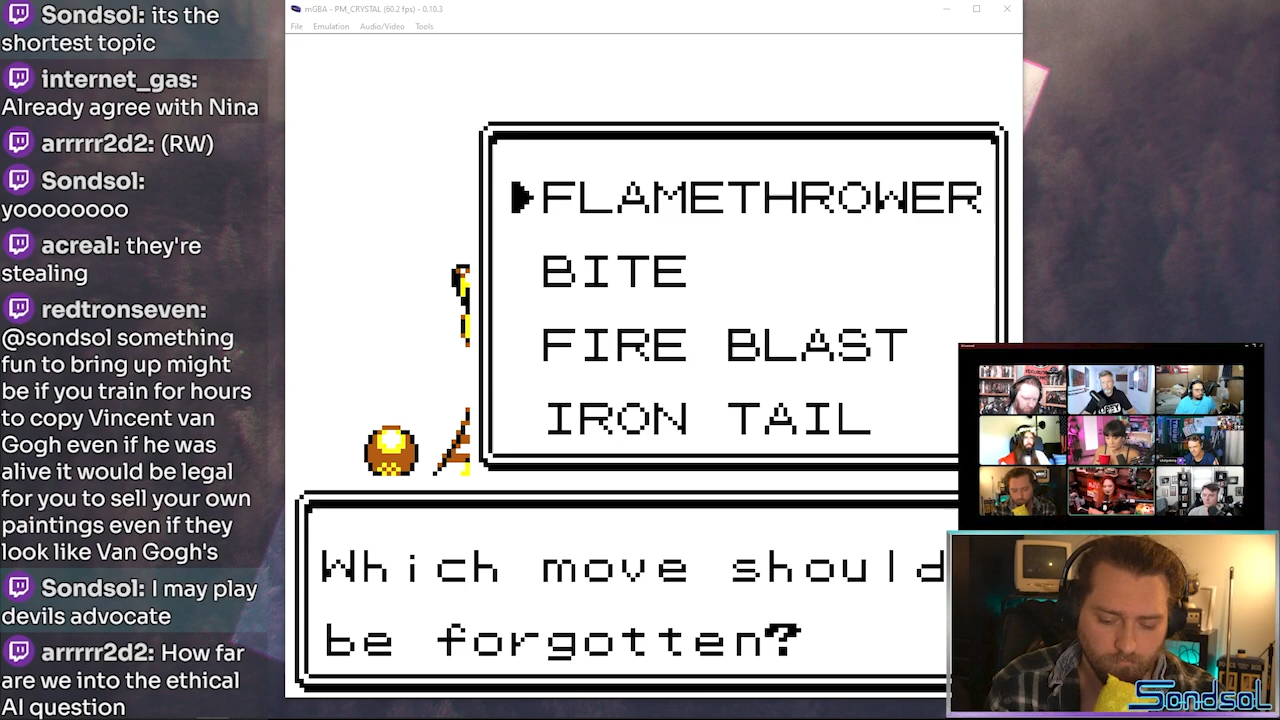 Sondsol: its the
shortest topic
internet_gas:
Already agree with Nina
arrrrr2d2: (RW)
Sondsol:
yooooooo
acreal: they're
stealing
redtronseven:
@sondsol something
fun to bring up might
be if you train for hours
to copy Vincent van
Gogh even if he was
alive it would be legal
for you to sell your own
paintings even if they
look like Van Gogh's
Sondsol: I may play
devils advocate
arrrrr2d2: How far
are we into the ethical
AI question
mGBA - PM_CRYSTAL (60.2 fps) - 0.10.3
File Emulation Audio/Video Tools
FLAMETHROWER
BITE
FIRE BLAST
IRON TAIL
Which move should
be forgotten?
Sondsol